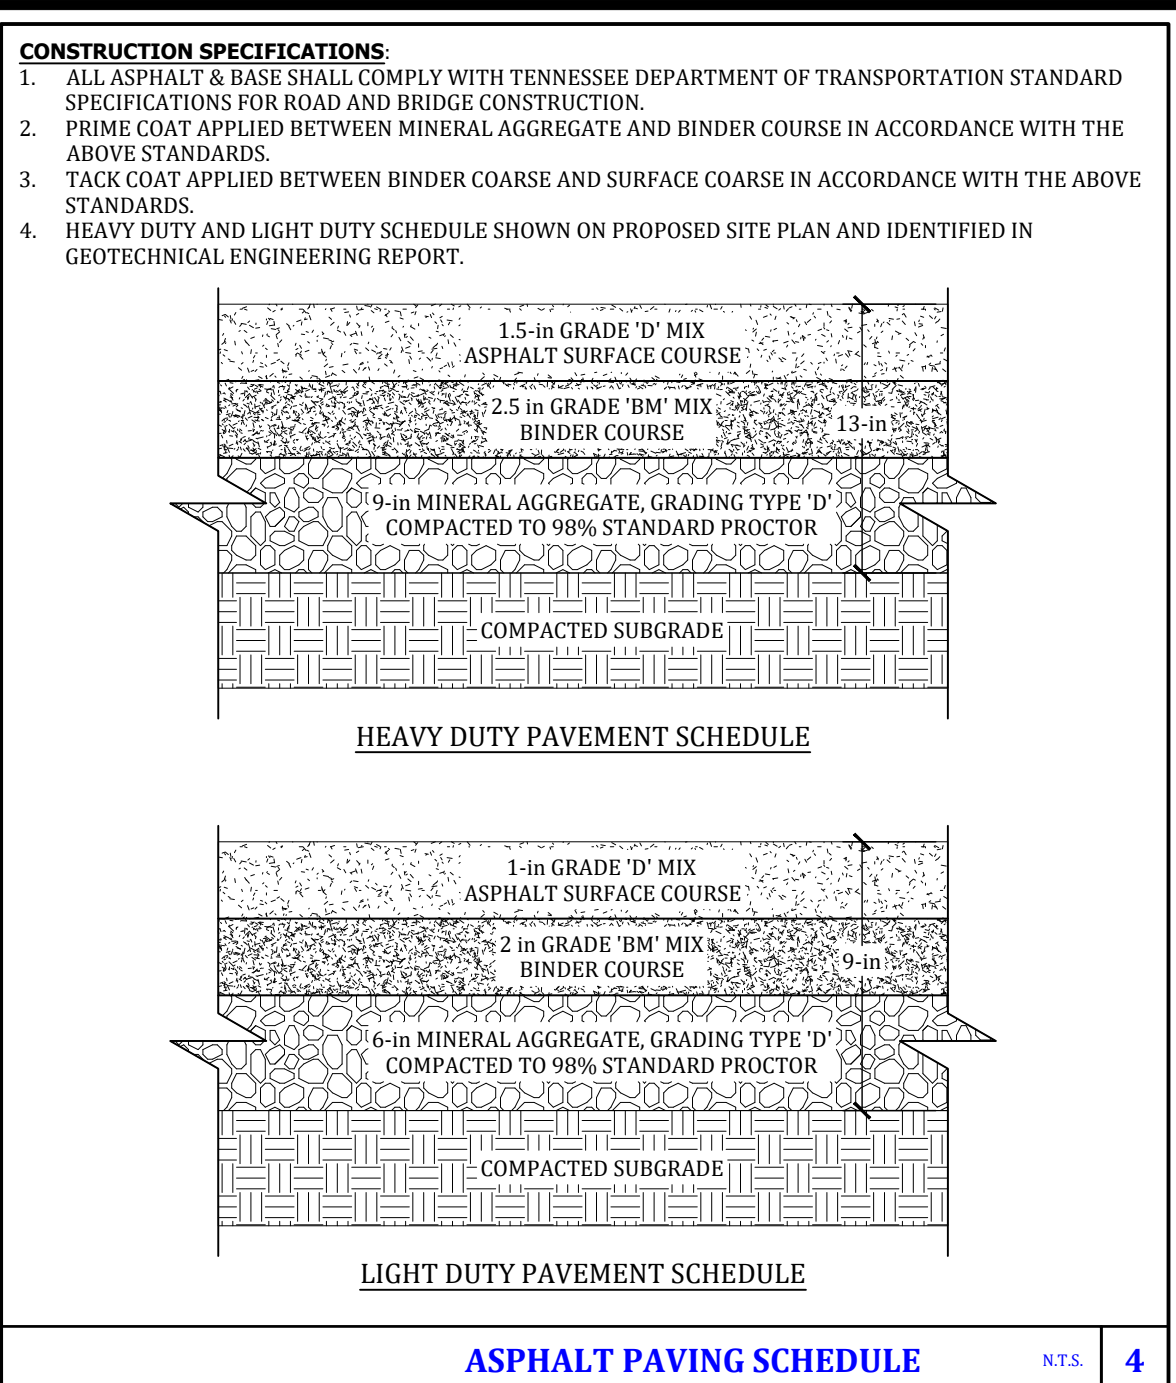 CONSTRUCTION SPECIFICATIONS:
1. ALL ASPHALT & BASE SHALL COMPLY WITH TENNESSEE DEPARTMENT OF TRANSPORTATION STANDARD
SPECIFICATIONS FOR ROAD AND BRIDGE CONSTRUCTION.
2. PRIME COAT APPLIED BETWEEN MINERAL AGGREGATE AND BINDER COURSE IN ACCORDANCE WITH THE
ABOVE STANDARDS.
3. TACK COAT APPLIED BETWEEN BINDER COARSE AND SURFACE COARSE IN ACCORDANCE WITH THE ABOVE
STANDARDS.
4. HEAVY DUTY AND LIGHT DUTY SCHEDULE SHOWN ON PROPOSED SITE PLAN AND IDENTIFIED IN
GEOTECHNICAL ENGINEERING REPORT.
1.5-in GRADE 'D' MIX
ASPHALT SURFACE COURSE
2.5 in GRADE 'BM' MIX
BINDER COURSE
13-in
9-in MINERAL AGGREGATE, GRADING TYPE 'D'
COMPACTED TO 98% STANDARD PROCTOR
COMPACTED SUBGRADE
HEAVY DUTY PAVEMENT SCHEDULE
1-in GRADE 'D' MIX
ASPHALT SURFACE COURSE
2 in GRADE 'BM' MIX
BINDER COURSE
9-in
6-in MINERAL AGGREGATE, GRADING TYPE 'D'
COMPACTED TO 98% STANDARD PROCTOR
COMPACTED SUBGRADE
LIGHT DUTY PAVEMENT SCHEDULE
ASPHALT PAVING SCHEDULE N.T.S. 4